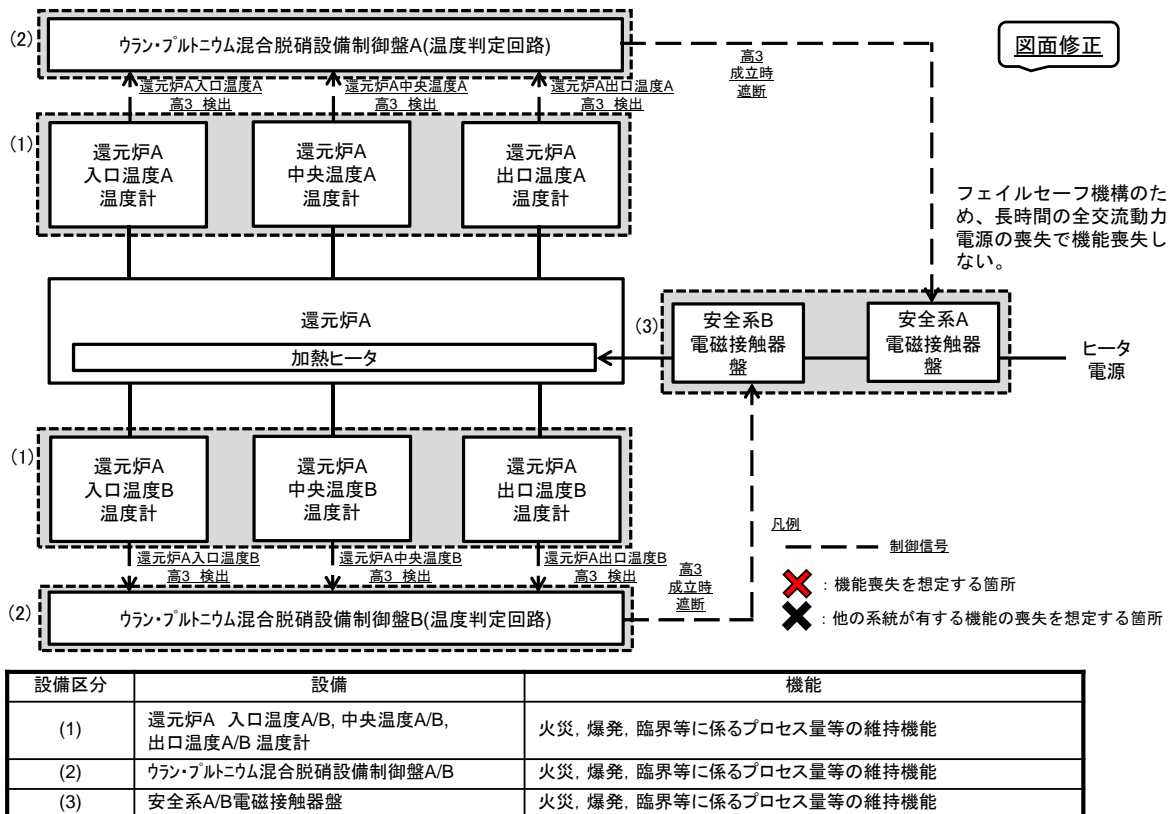 (2)
ウラン・プルトニウム混合脱硝設備制御盤A(温度判定回路)
高3
成立時
遮断
図面修正
還元炉A入口温度A
高3 検出
還元炉A中央温度A
高3 検出
還元炉A出口温度A
高3 検出
(1)
還元炉A
入口温度A
温度計
還元炉A
中央温度A
温度計
還元炉A
出口温度A
温度計
フェイルセーフ機構のた
め、長時間の全交流動力
電源の喪失で機能喪失し
ない。
還元炉A
加熱ヒータ
(3)
安全系B
電磁接触器
盤
安全系A
電磁接触器
盤
ヒータ
電源
(1)
還元炉A
入口温度B
温度計
還元炉A
中央温度B
温度計
還元炉A
出口温度B
温度計
還元炉A入口温度B
高3 検出
還元炉A中央温度B
高3 検出
還元炉A出口温度B
高3 検出
(2)
ウラン・プルトニウム混合脱硝設備制御盤B(温度判定回路)
高3
成立時
遮断
凡例
制御信号
：機能喪失を想定する箇所
：他の系統が有する機能の喪失を想定する箇所
設備区分 設備 機能
(1) 還元炉A 入口温度A/B, 中央温度A/B,
出口温度A/B 温度計 火災, 爆発, 臨界等に係るプロセス量等の維持機能
(2) ウラン・プルトニウム混合脱硝設備制御盤A/B 火災, 爆発, 臨界等に係るプロセス量等の維持機能
(3) 安全系A/B電磁接触器盤 火災, 爆発, 臨界等に係るプロセス量等の維持機能